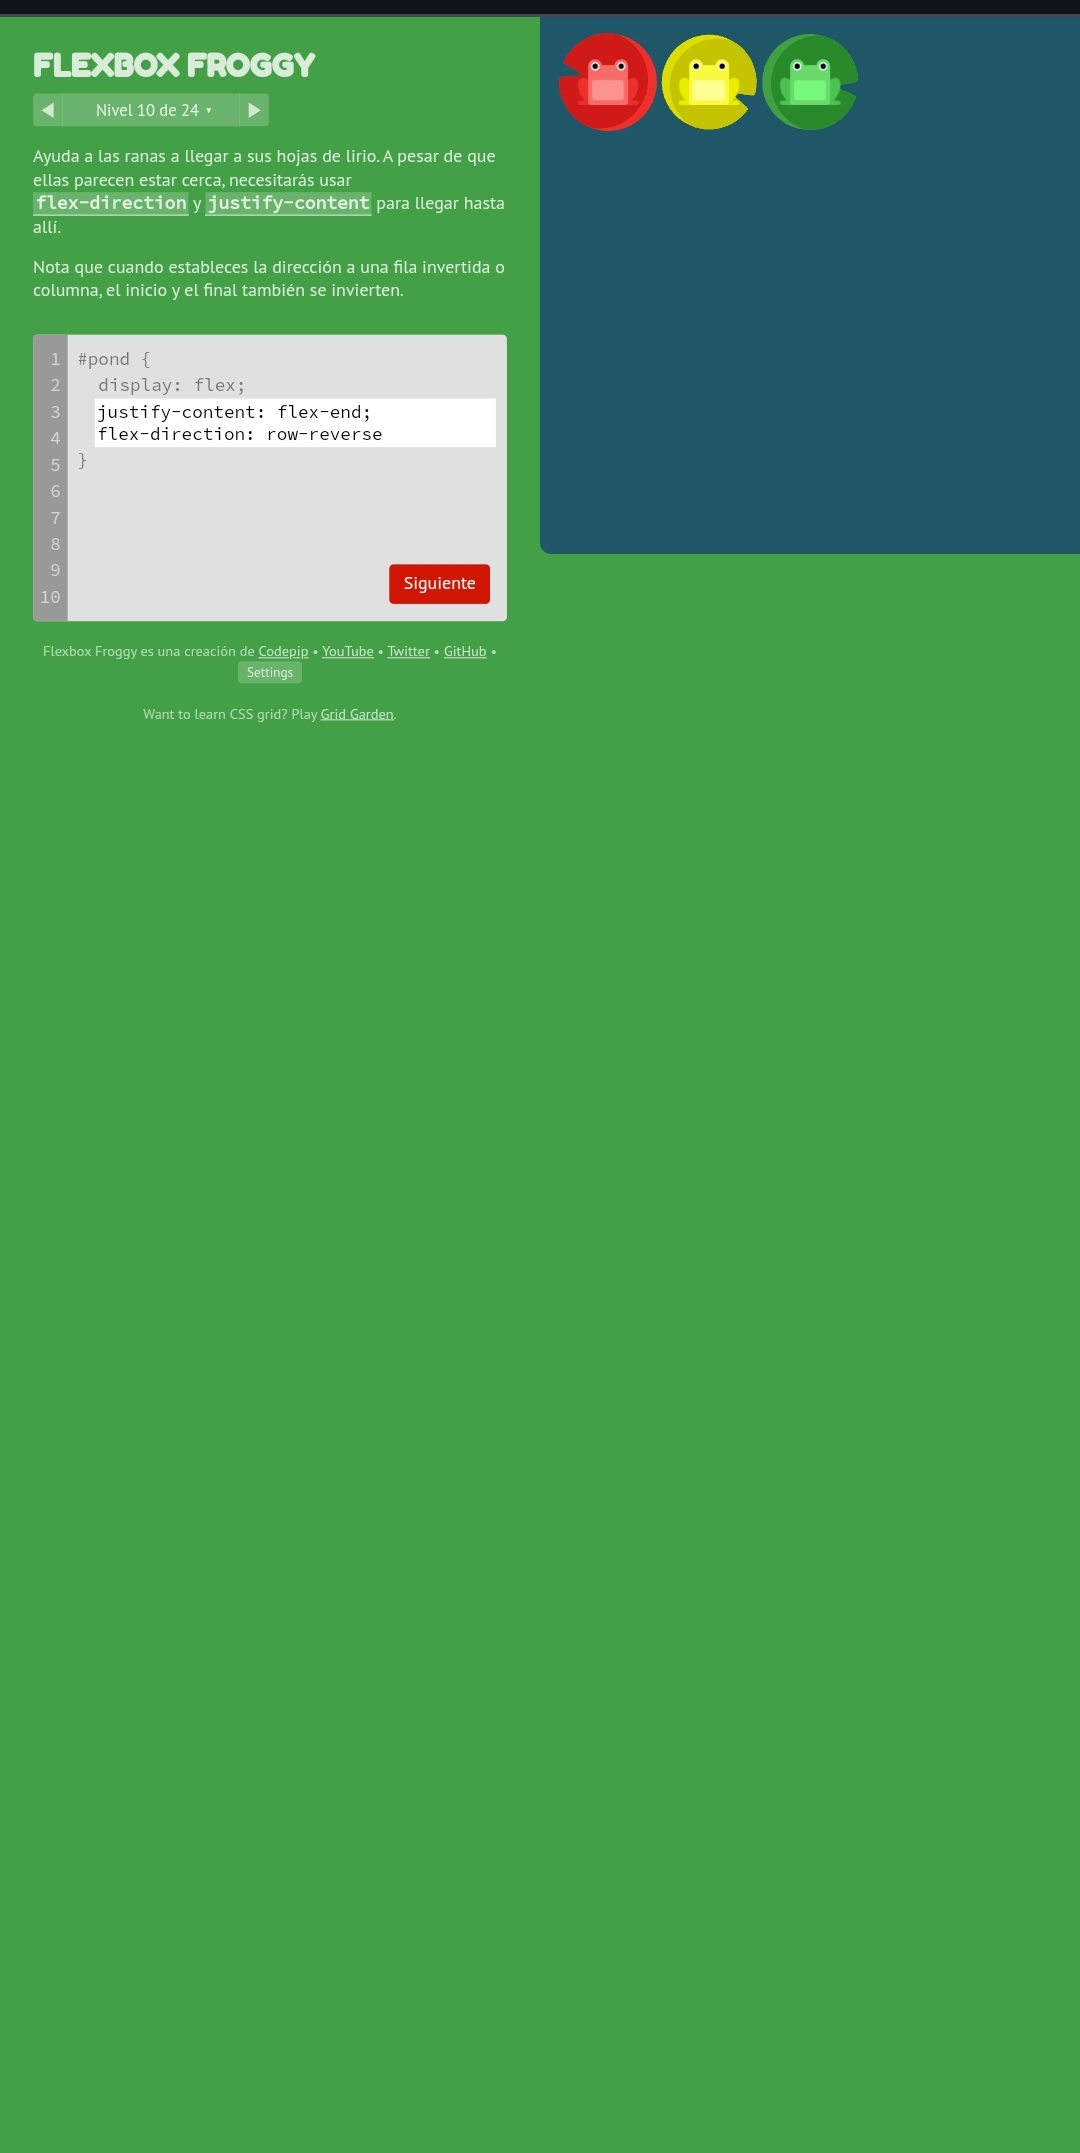 FLEXBOX FROGGY
Nivel 10 de 24 ▾
Ayuda a las ranas a llegar a sus hojas de lirio. A pesar de que
ellas parecen estar cerca, necesitarás usar
flex-direction y justify-content para llegar hasta
allí.
Nota que cuando estableces la dirección a una fila invertida o
columna, el inicio y el final también se invierten.
1 #pond {
2 display: flex;
3 justify-content: flex-end;
4 flex-direction: row-reverse
5 }
6
7
8
9
10
Siguiente
Flexbox Froggy es una creación de Codepip • YouTube • Twitter • GitHub •
Settings
Want to learn CSS grid? Play Grid Garden.